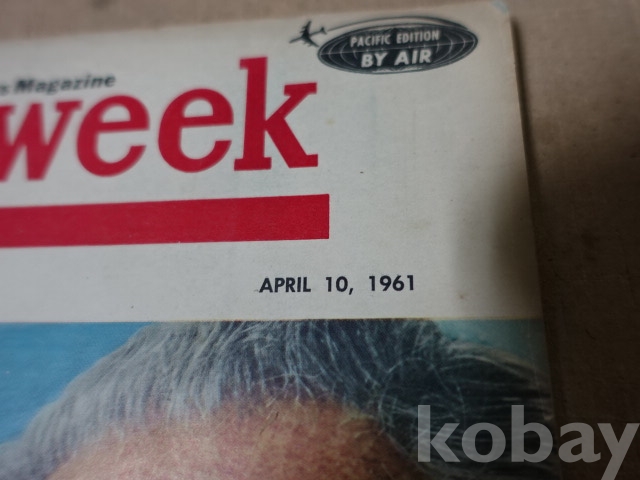 PACIFIC EDITION
BY AIR
Magazine
week
APRIL 10, 1961
kobay